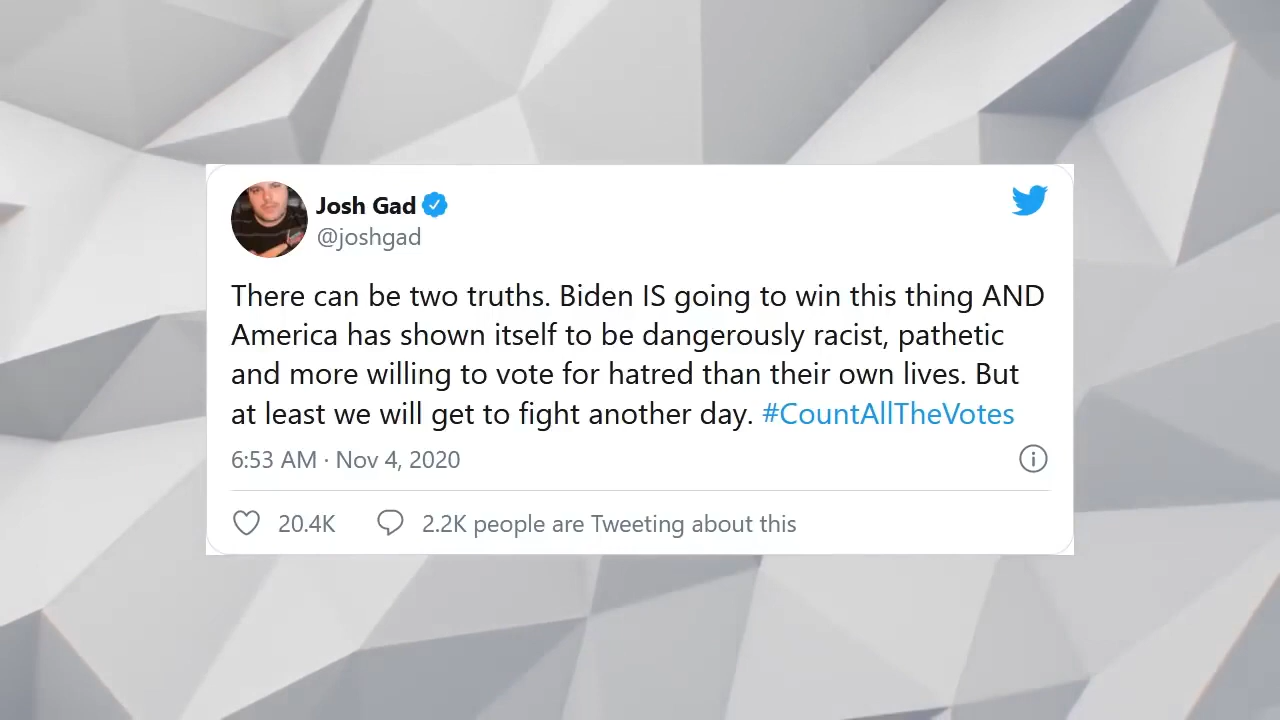 Josh Gad
@joshgad
There can be two truths. Biden IS going to win this thing AND
America has shown itself to be dangerously racist, pathetic
and more willing to vote for hatred than their own lives. But
at least we will get to fight another day. #CountAllTheVotes
6:53 AM · Nov 4, 2020
20.4K 2.2K people are Tweeting about this